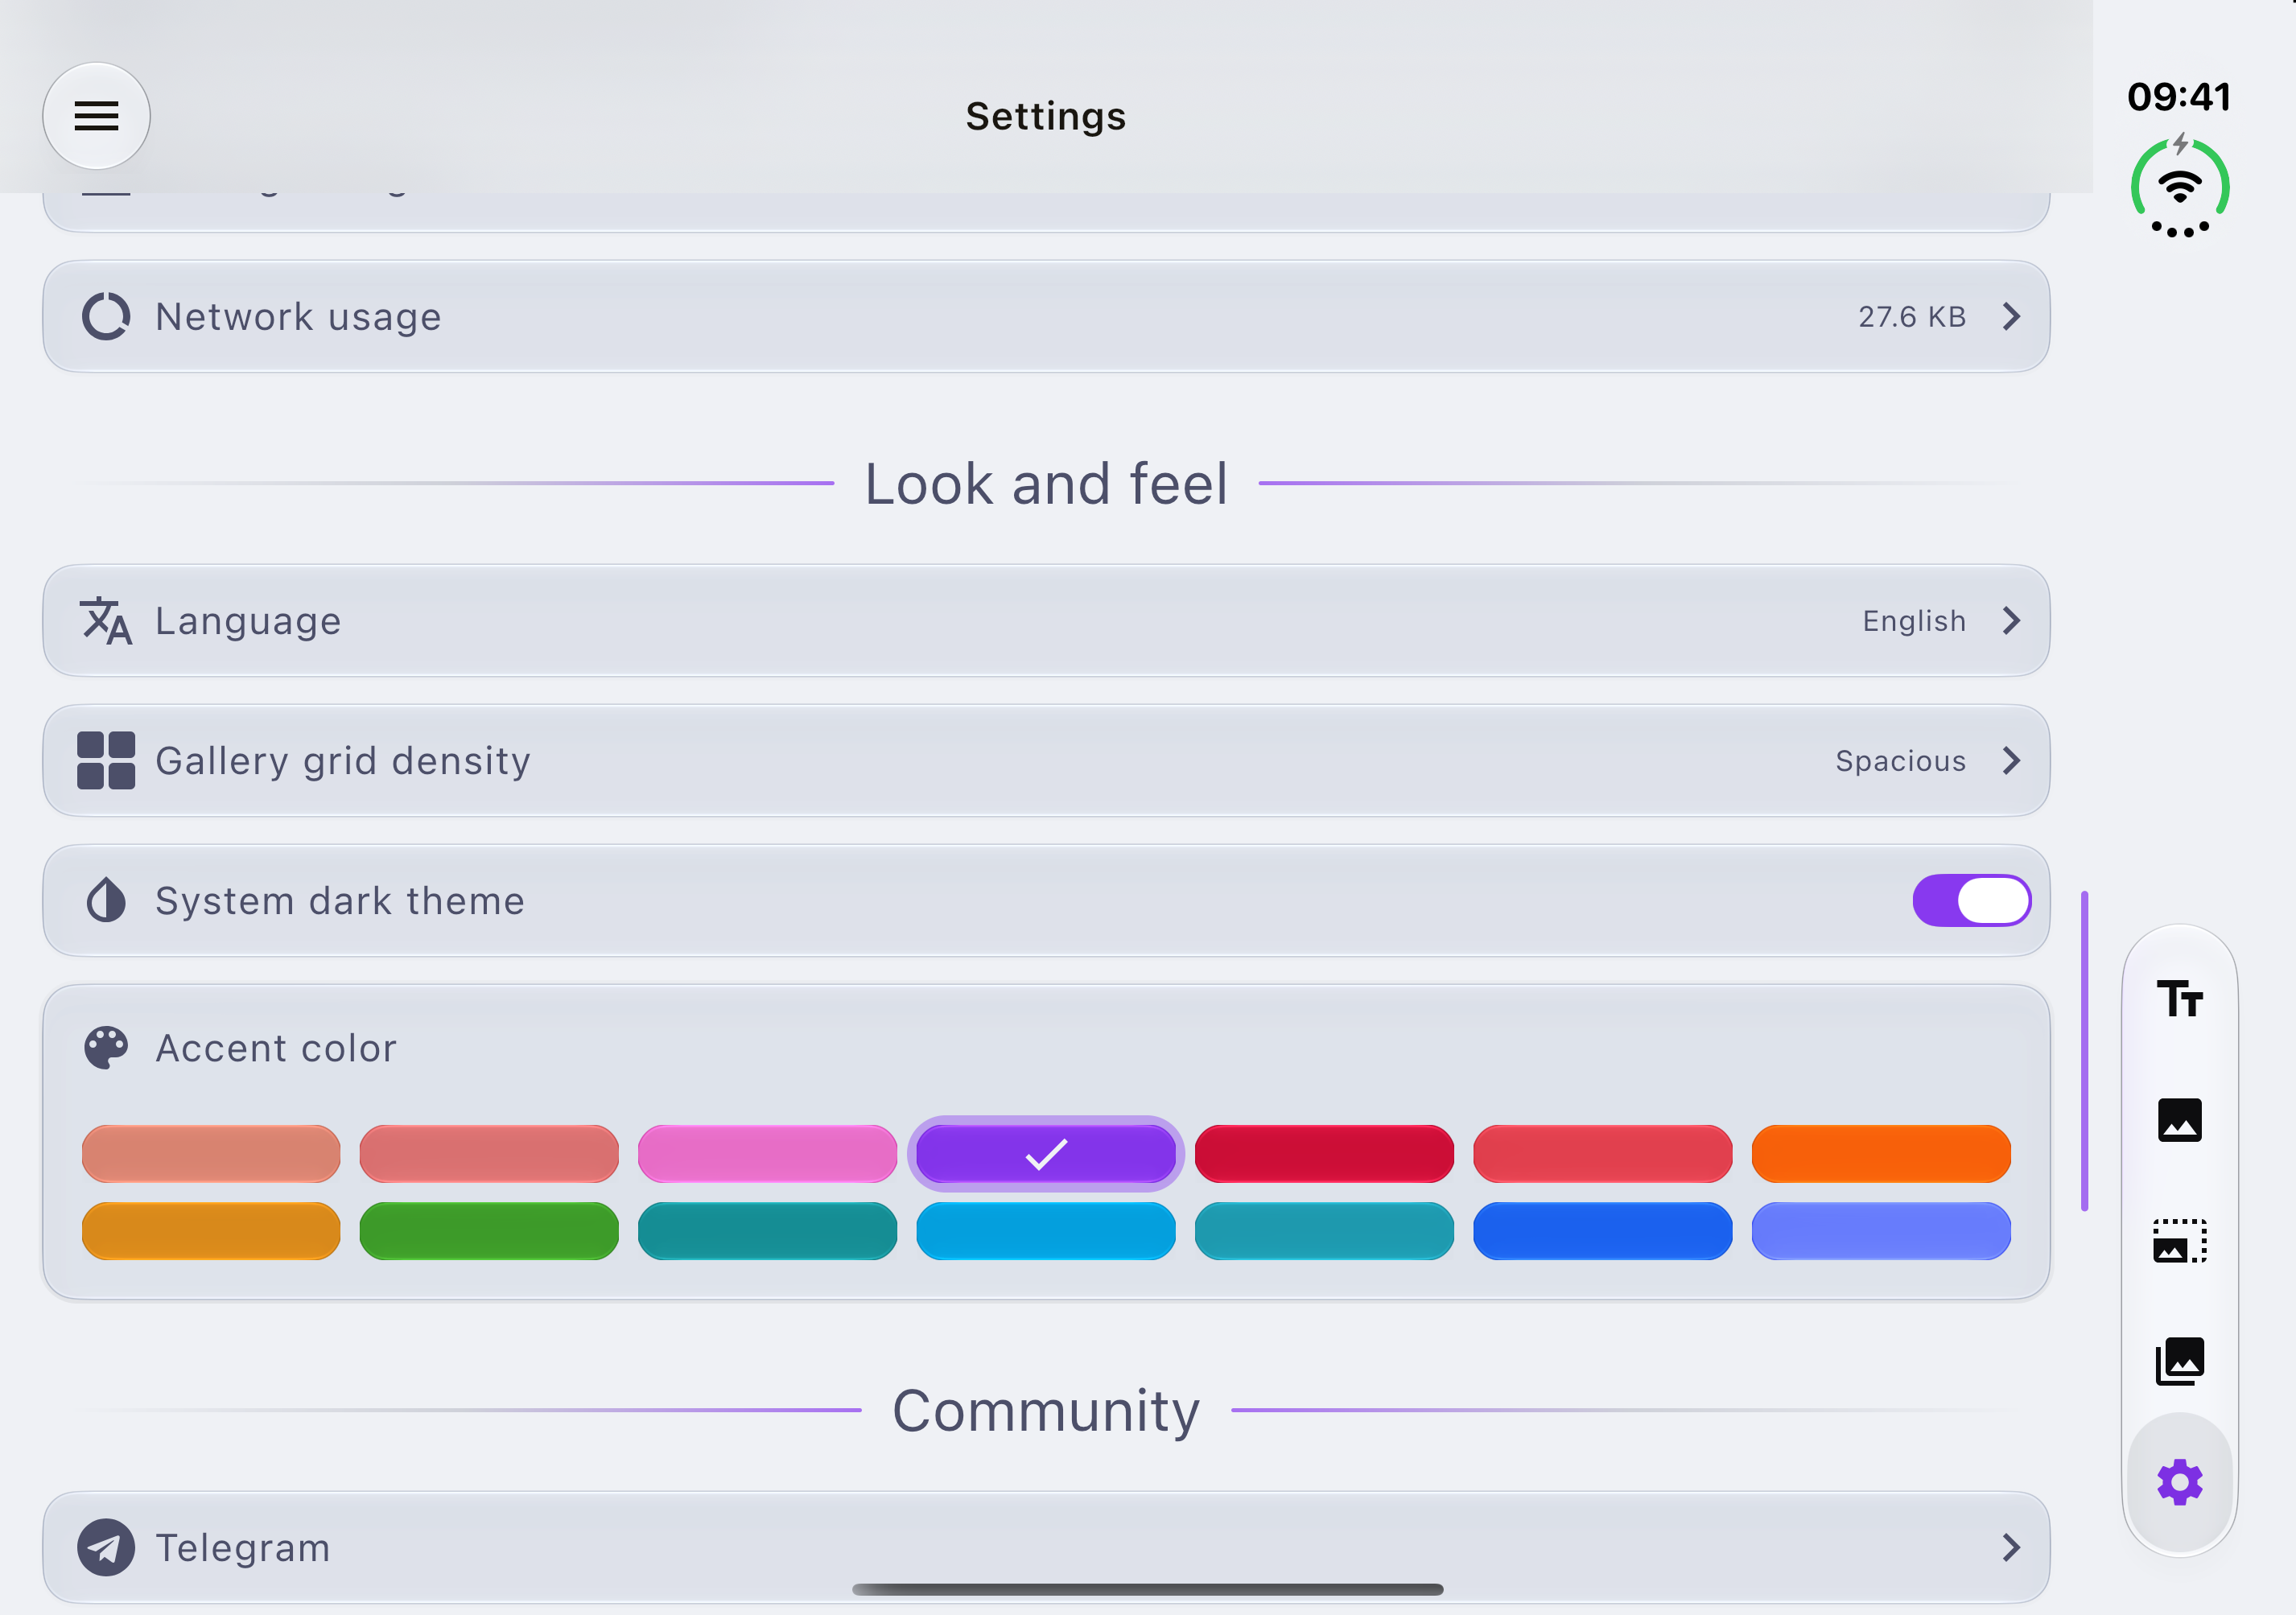 Settings
09:41
Network usage
27.6 KB
Look and feel
Language
English
Gallery grid density
Spacious
System dark theme
Accent color
Community
Telegram